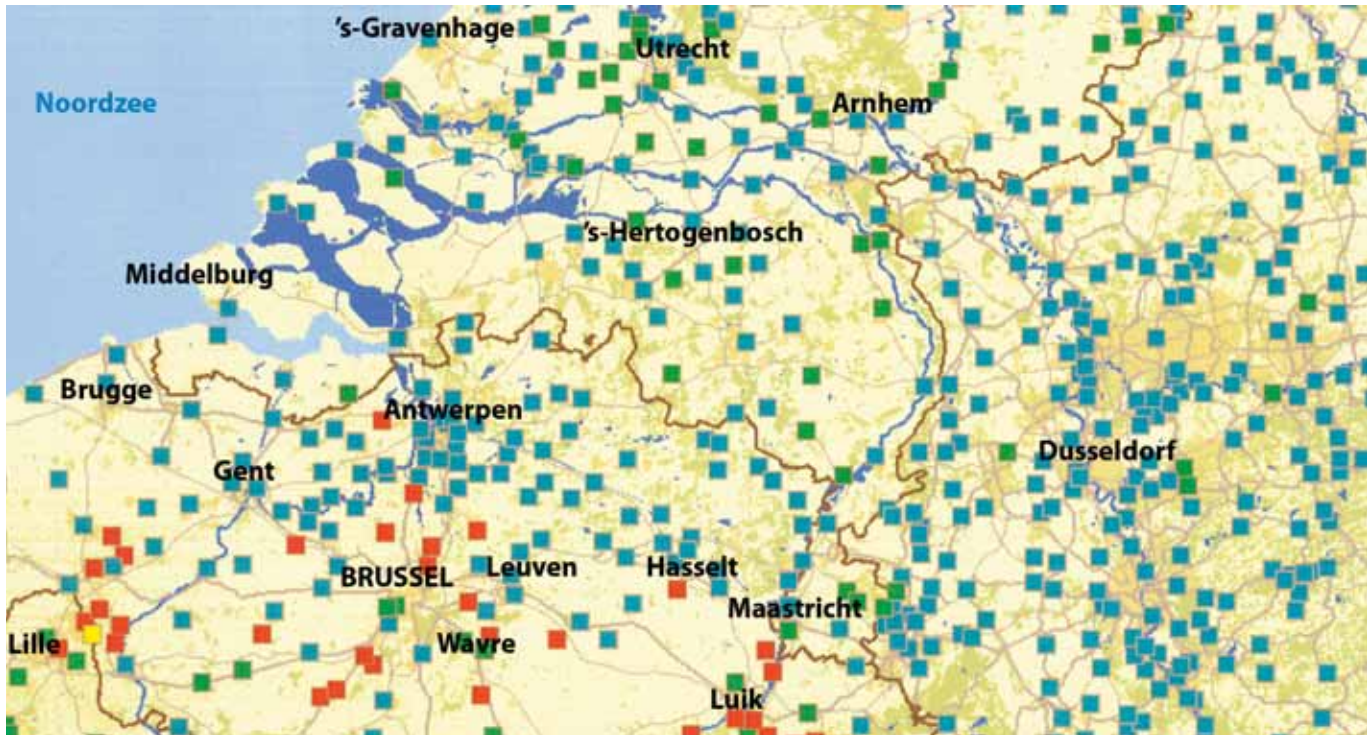 's-Gravenhage
Utrecht
Noordzee
Arnhem
's-Hertogenbosch
Middelburg
Brugge
Antwerpen
Gent
Dusseldorf
BRUSSEL
Leuven
Hasselt
Maastricht
Lille
Wavre
Luik